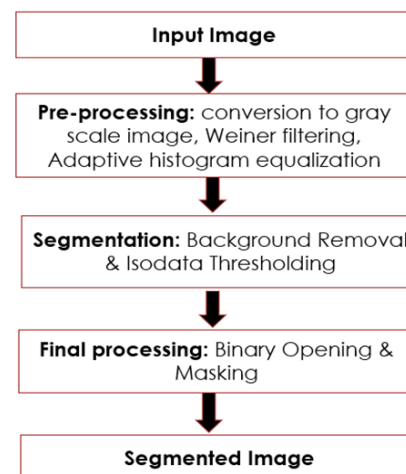 Input Image
Pre-processing: conversion to gray
scale image, Weiner filtering,
Adaptive histogram equalization
Segmentation: Background Removal
& Isodata Thresholding
Final processing: Binary Opening &
Masking
Segmented Image